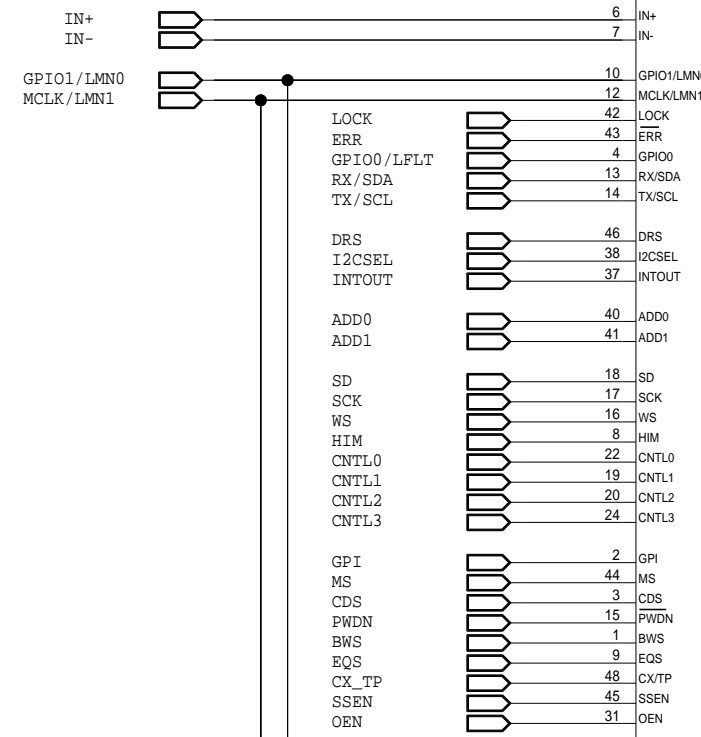 IN+ 6 IN+
IN- 7 IN-
GPIO1/LMN0 10 GPIO1/LMN0
MCLK/LMN1 12 MCLK/LMN1
LOCK 42 LOCK
ERR 43 ERR
GPIO0/LFLT 4 GPIO0
RX/SDA 13 RX/SDA
TX/SCL 14 TX/SCL
DRS 46 DRS
I2CSEL 38 I2CSEL
INTOUT 37 INTOUT
ADD0 40 ADD0
ADD1 41 ADD1
SD 18 SD
SCK 17 SCK
WS 16 WS
HIM 8 HIM
CNTL0 22 CNTL0
CNTL1 19 CNTL1
CNTL2 20 CNTL2
CNTL3 24 CNTL3
GPI 2 GPI
MS 44 MS
CDS 3 CDS
PWDN 15 PWDN
BWS 1 BWS
EQS 9 EQS
CX_TP 48 CX/TP
SSEN 45 SSEN
OEN 31 OEN